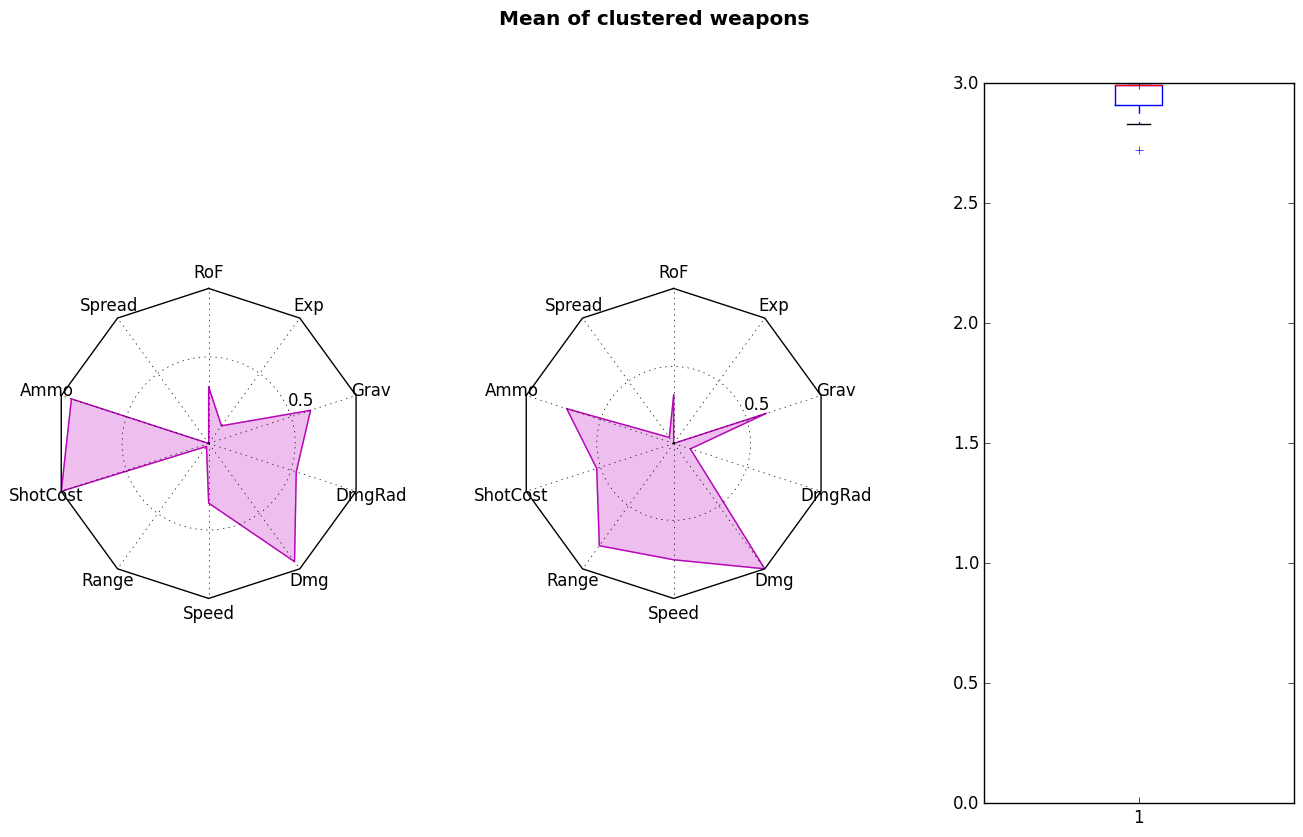 Mean of clustered weapons
RoF
Exp
Grav
DmgRad
Dmg
Speed
Range
ShotCost
Ammo
Spread
0.5
RoF
Exp
Grav
DmgRad
Dmg
Speed
Range
ShotCost
Ammo
Spread
0.5
3.0
2.5
2.0
1.5
1.0
0.5
0.0
1